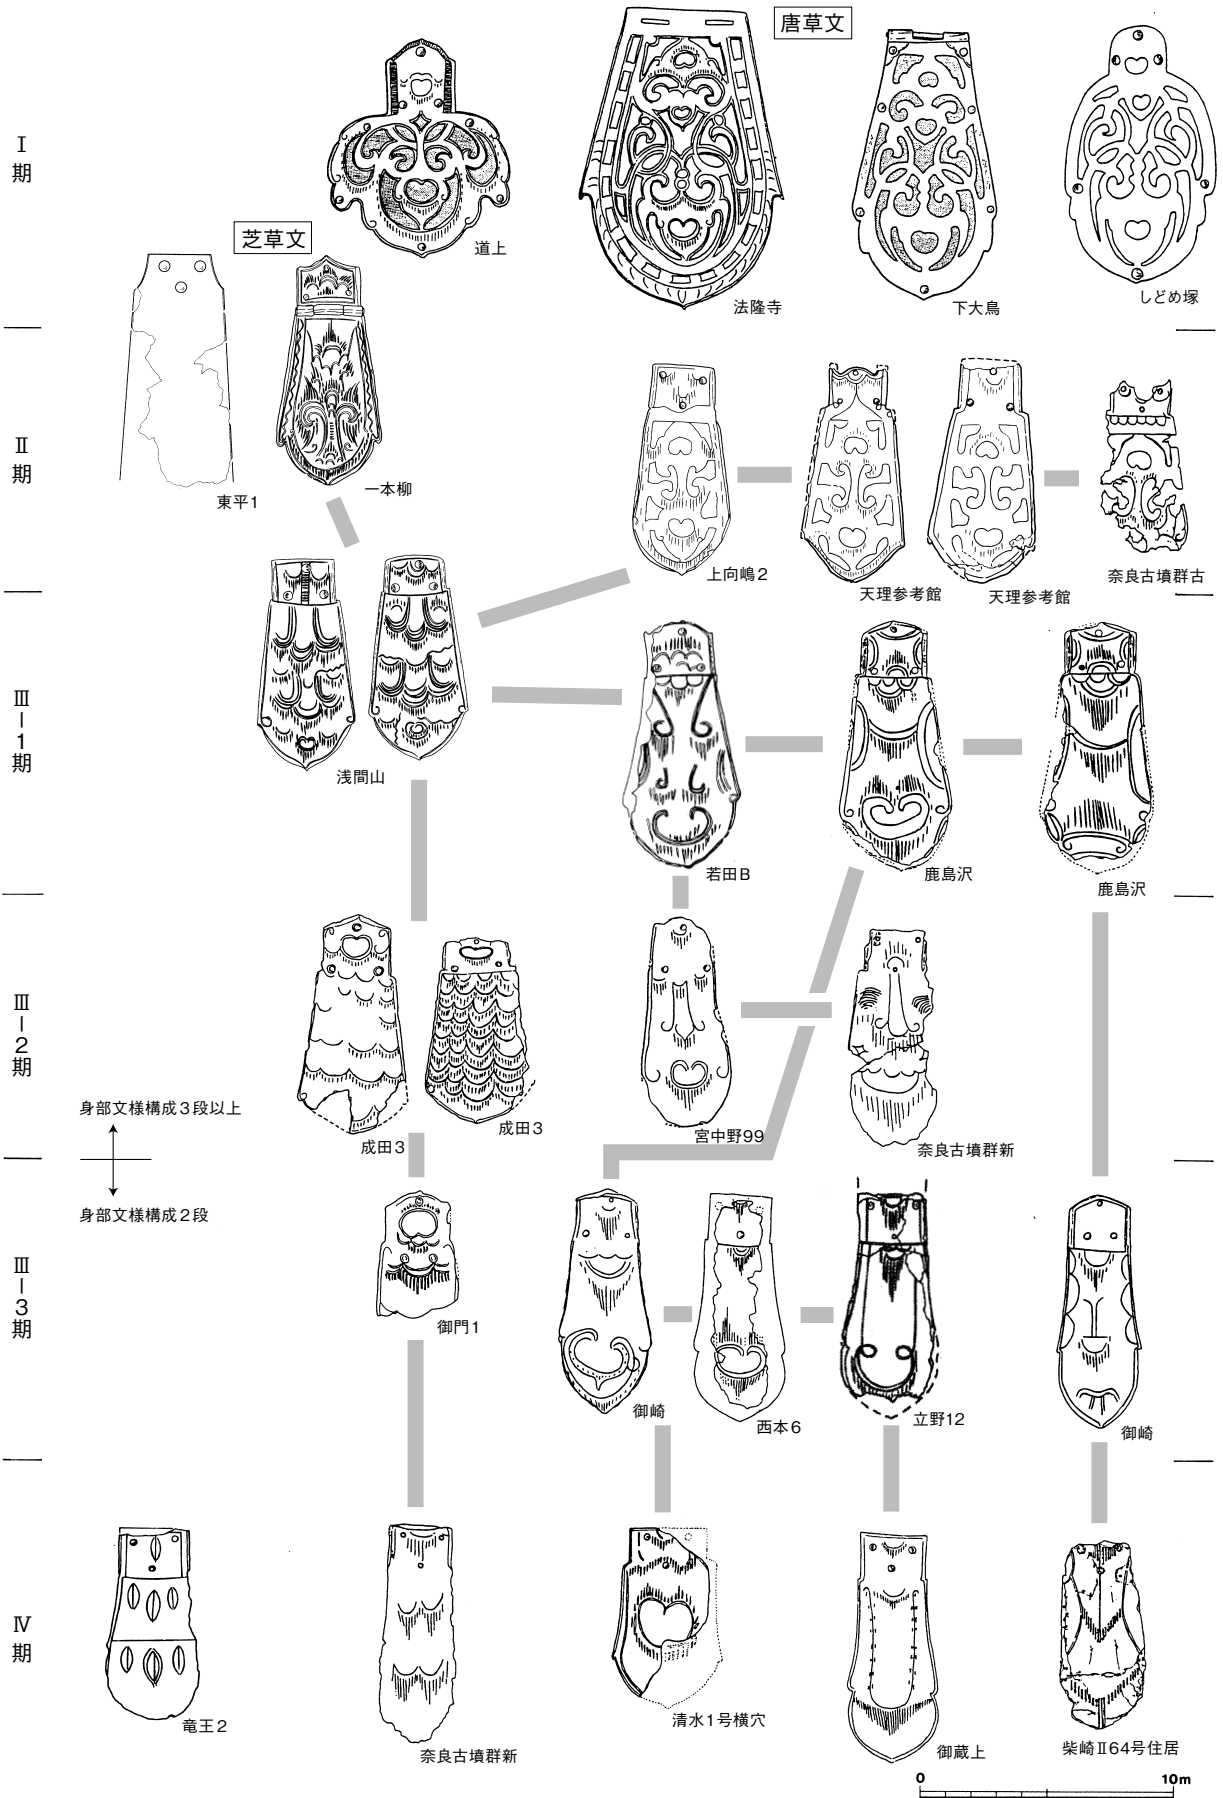 唐草文
Ⅰ期
道上
法隆寺
下大鳥
しどめ塚
芝草文
Ⅱ期
東平1
一本柳
上向嶋2
天理参考館
天理参考館
奈良古墳群古
Ⅲ-1期
浅間山
若田B
鹿島沢
鹿島沢
Ⅲ-2期
成田3
成田3
宮中野99
奈良古墳群新
身部文様構成3段以上
身部文様構成2段
Ⅲ-3期
御門1
御崎
西本6
立野12
御崎
Ⅳ期
竜王2
奈良古墳群新
清水1号横穴
御蔵上
柴崎Ⅱ64号住居
0 10m